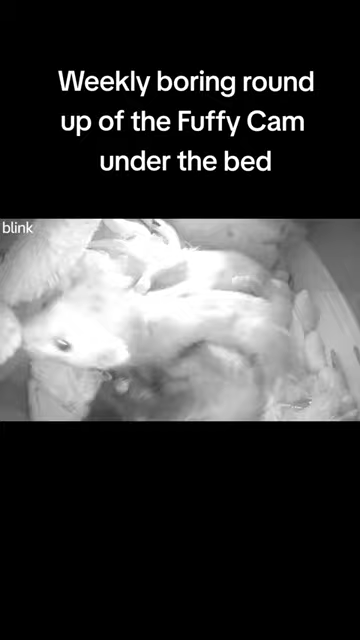 Weekly boring round
up of the Fuffy Cam
under the bed
blink